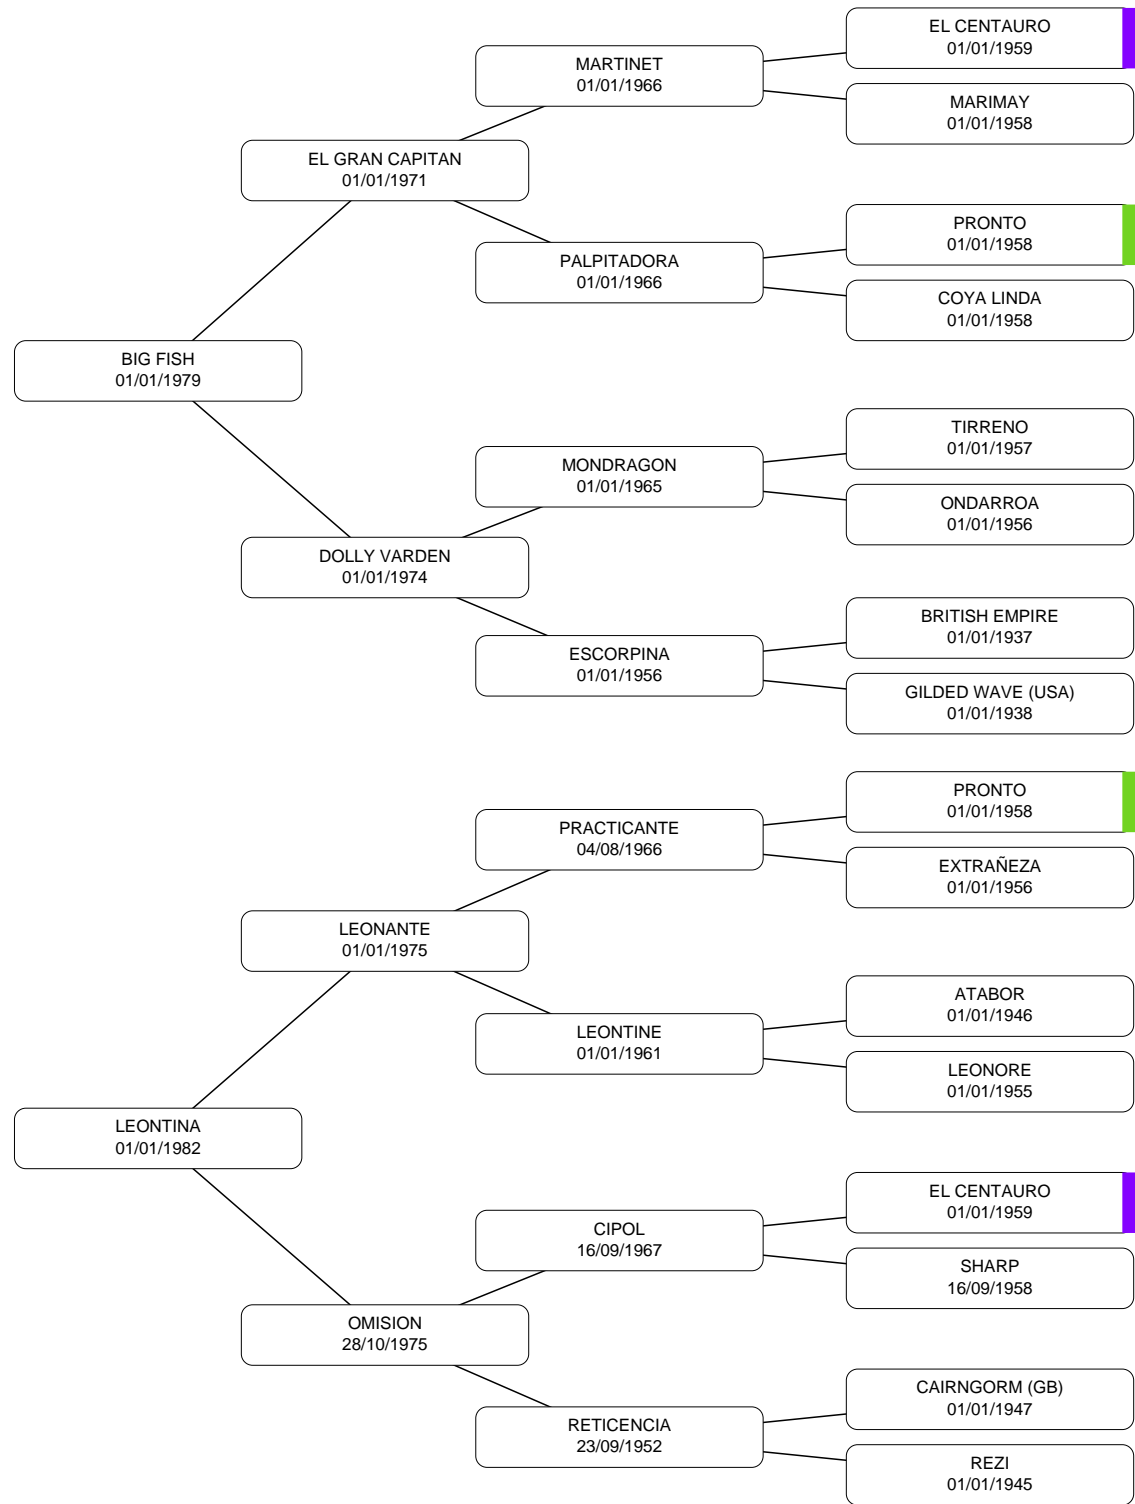 EL CENTAURO
01/01/1959
MARTINET
01/01/1966
MARIMAY
01/01/1958
EL GRAN CAPITAN
01/01/1971
PRONTO
01/01/1958
PALPITADORA
01/01/1966
COYA LINDA
01/01/1958
BIG FISH
01/01/1979
TIRRENO
01/01/1957
MONDRAGON
01/01/1965
ONDARROA
01/01/1956
DOLLY VARDEN
01/01/1974
BRITISH EMPIRE
01/01/1937
ESCORPINA
01/01/1956
GILDED WAVE (USA)
01/01/1938
PRONTO
01/01/1958
PRACTICANTE
04/08/1966
EXTRAÑEZA
01/01/1956
LEONANTE
01/01/1975
ATABOR
01/01/1946
LEONTINE
01/01/1961
LEONORE
01/01/1955
LEONTINA
01/01/1982
EL CENTAURO
01/01/1959
CIPOL
16/09/1967
SHARP
16/09/1958
OMISION
28/10/1975
CAIRNGORM (GB)
01/01/1947
RETICENCIA
23/09/1952
REZI
01/01/1945